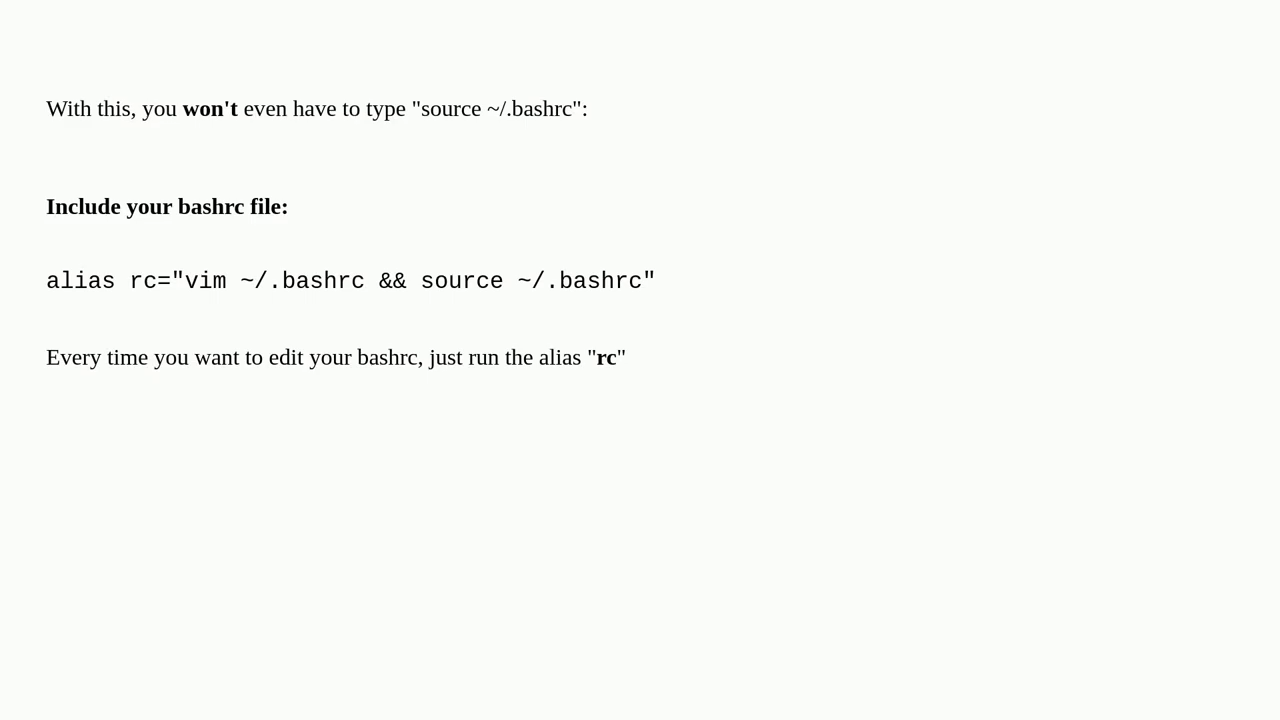 With this, you won't even have to type "source ~/.bashrc":
Include your bashrc file:
alias rc="vim ~/.bashrc && source ~/.bashrc"
Every time you want to edit your bashrc, just run the alias "rc"